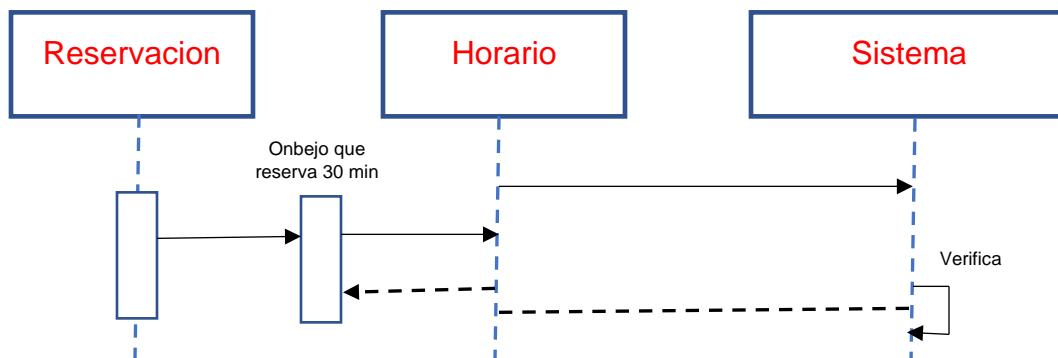 Reservacion
Horario
Sistema
Onbejo que
reserva 30 min
Verifica